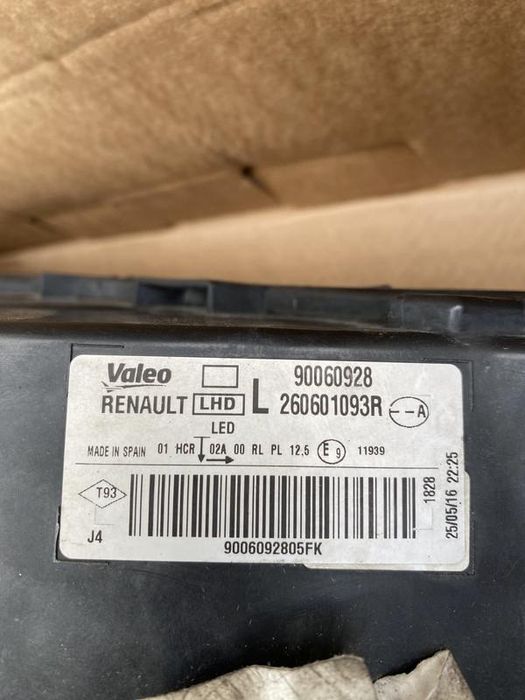 Valeo 90060928
RENAULT LHD L 260601093R --A
LED
MADE IN SPAIN 01 HCR 02A 00 RL PL 12,5 E9 11939
T93
J4
9006092805FK
1828
25/05/16 22:25